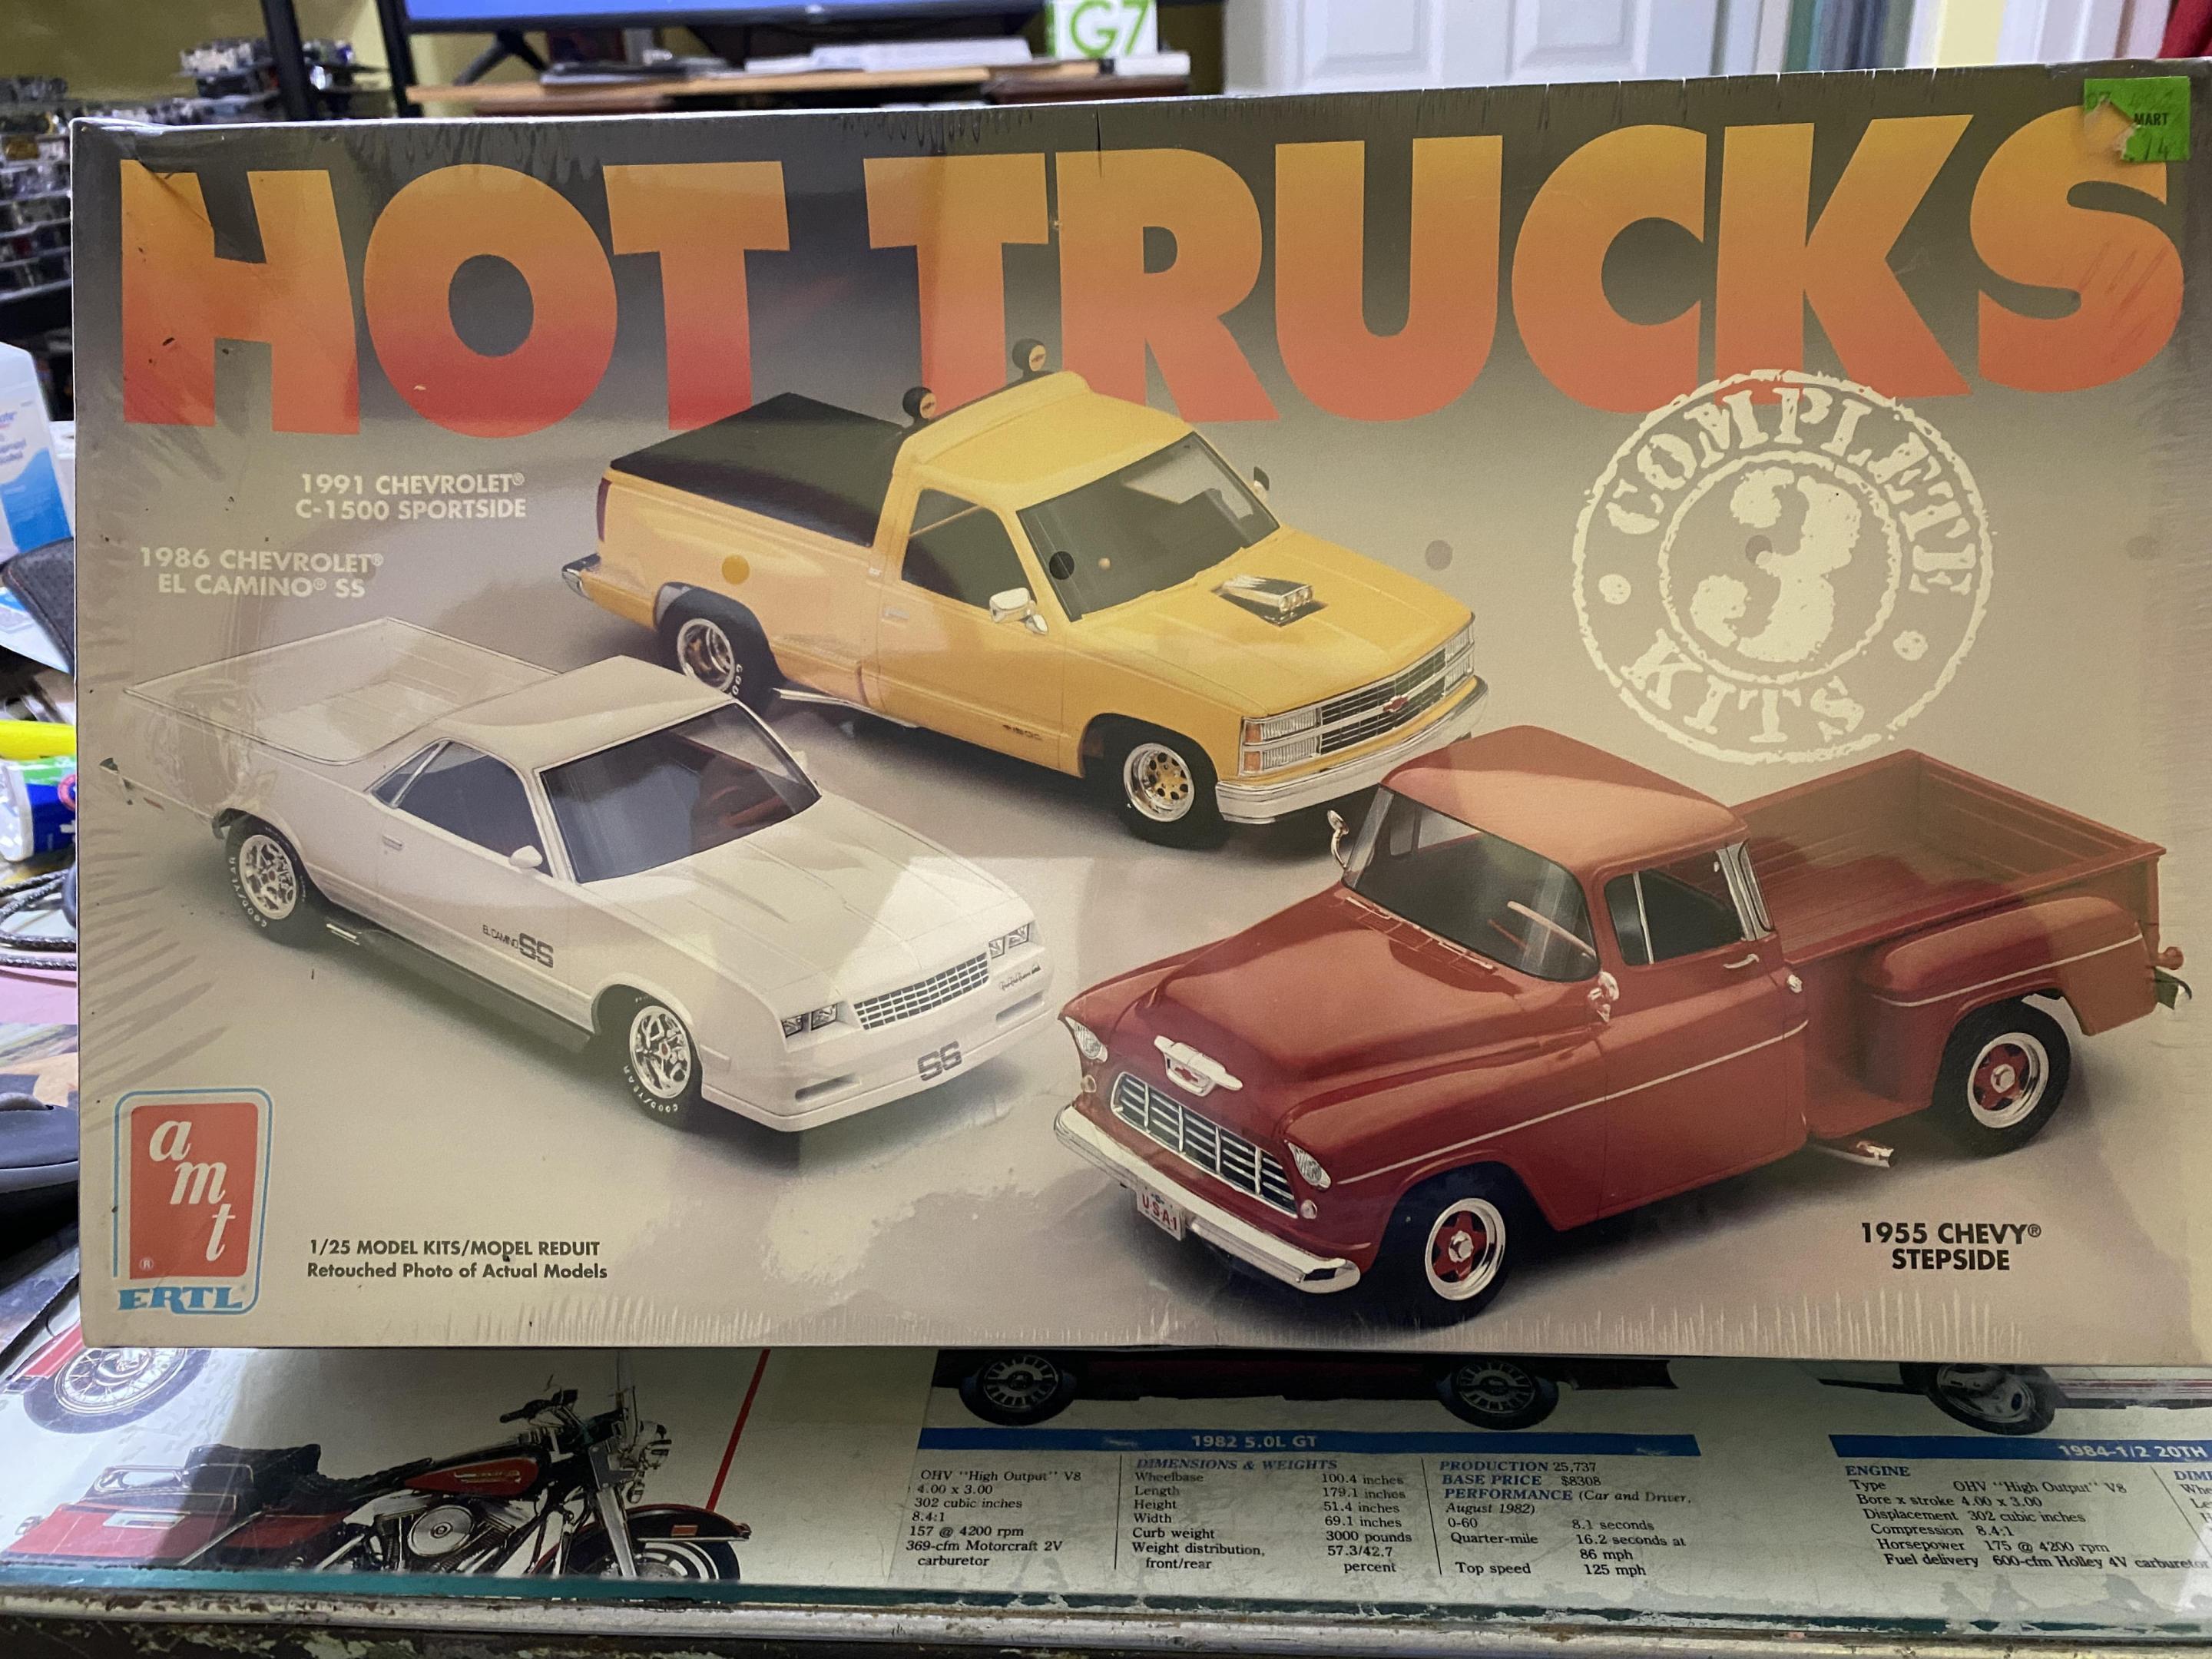 G7
HOT TRUCKS
MART
COMPLETE
3
KITS
1991 CHEVROLET®
C-1500 SPORTSIDE
1986 CHEVROLET®
EL CAMINO® SS
EL CAMINO SS
SS
GOODYEAR
GOODYEAR
USA-1
amt
®
ERTL
1/25 MODEL KITS/MODEL REDUIT
Retouched Photo of Actual Models
1955 CHEVY®
STEPSIDE
1982 5.0L GT
OHV "High Output" V8
4.00 x 3.00
302 cubic inches
8.4:1
157 @ 4200 rpm
369-cfm Motorcraft 2V
carburetor
DIMENSIONS & WEIGHTS
Wheelbase 100.4 inches
Length 179.1 inches
Height 51.4 inches
Width 69.1 inches
Curb weight 3000 pounds
Weight distribution, 57.3/42.7
front/rear percent
PRODUCTION 25,737
BASE PRICE $8308
PERFORMANCE (Car and Driver,
August 1982)
0-60 8.1 seconds
Quarter-mile 16.2 seconds at
86 mph
Top speed 125 mph
1984-1/2 20TH
ENGINE
Type OHV "High Output" V8
Bore x stroke 4.00 x 3.00
Displacement 302 cubic inches
Compression 8.4:1
Horsepower 175 @ 4200 rpm
Fuel delivery 600-cfm Holley 4V carburetor